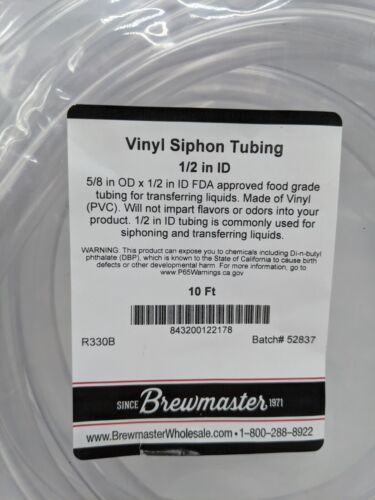 Vinyl Siphon Tubing
1/2 in ID
5/8 in OD x 1/2 in ID FDA approved food grade
tubing for transferring liquids. Made of Vinyl
(PVC). Will not impart flavors or odors into your
product. 1/2 in ID tubing is commonly used for
siphoning and transferring liquids.
WARNING: This product can expose you to chemicals including Di-n-butyl
phthalate (DBP), which is known to the State of California to cause birth
defects or other developmental harm. For more information, go to
www.P65Warnings.ca.gov
10 Ft
843200122178
R330B
Batch# 52837
SINCE Brewmaster 1971
www.BrewmasterWholesale.com • 1-800-288-8922